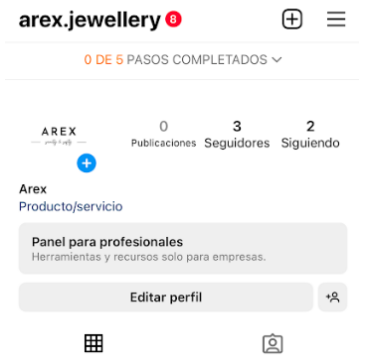 arex.jewellery 8
0 DE 5 PASOS COMPLETADOS
AREX
0 3 2
Publicaciones Seguidores Siguiendo
Arex
Producto/servicio
Panel para profesionales
Herramientas y recursos solo para empresas.
Editar perfil